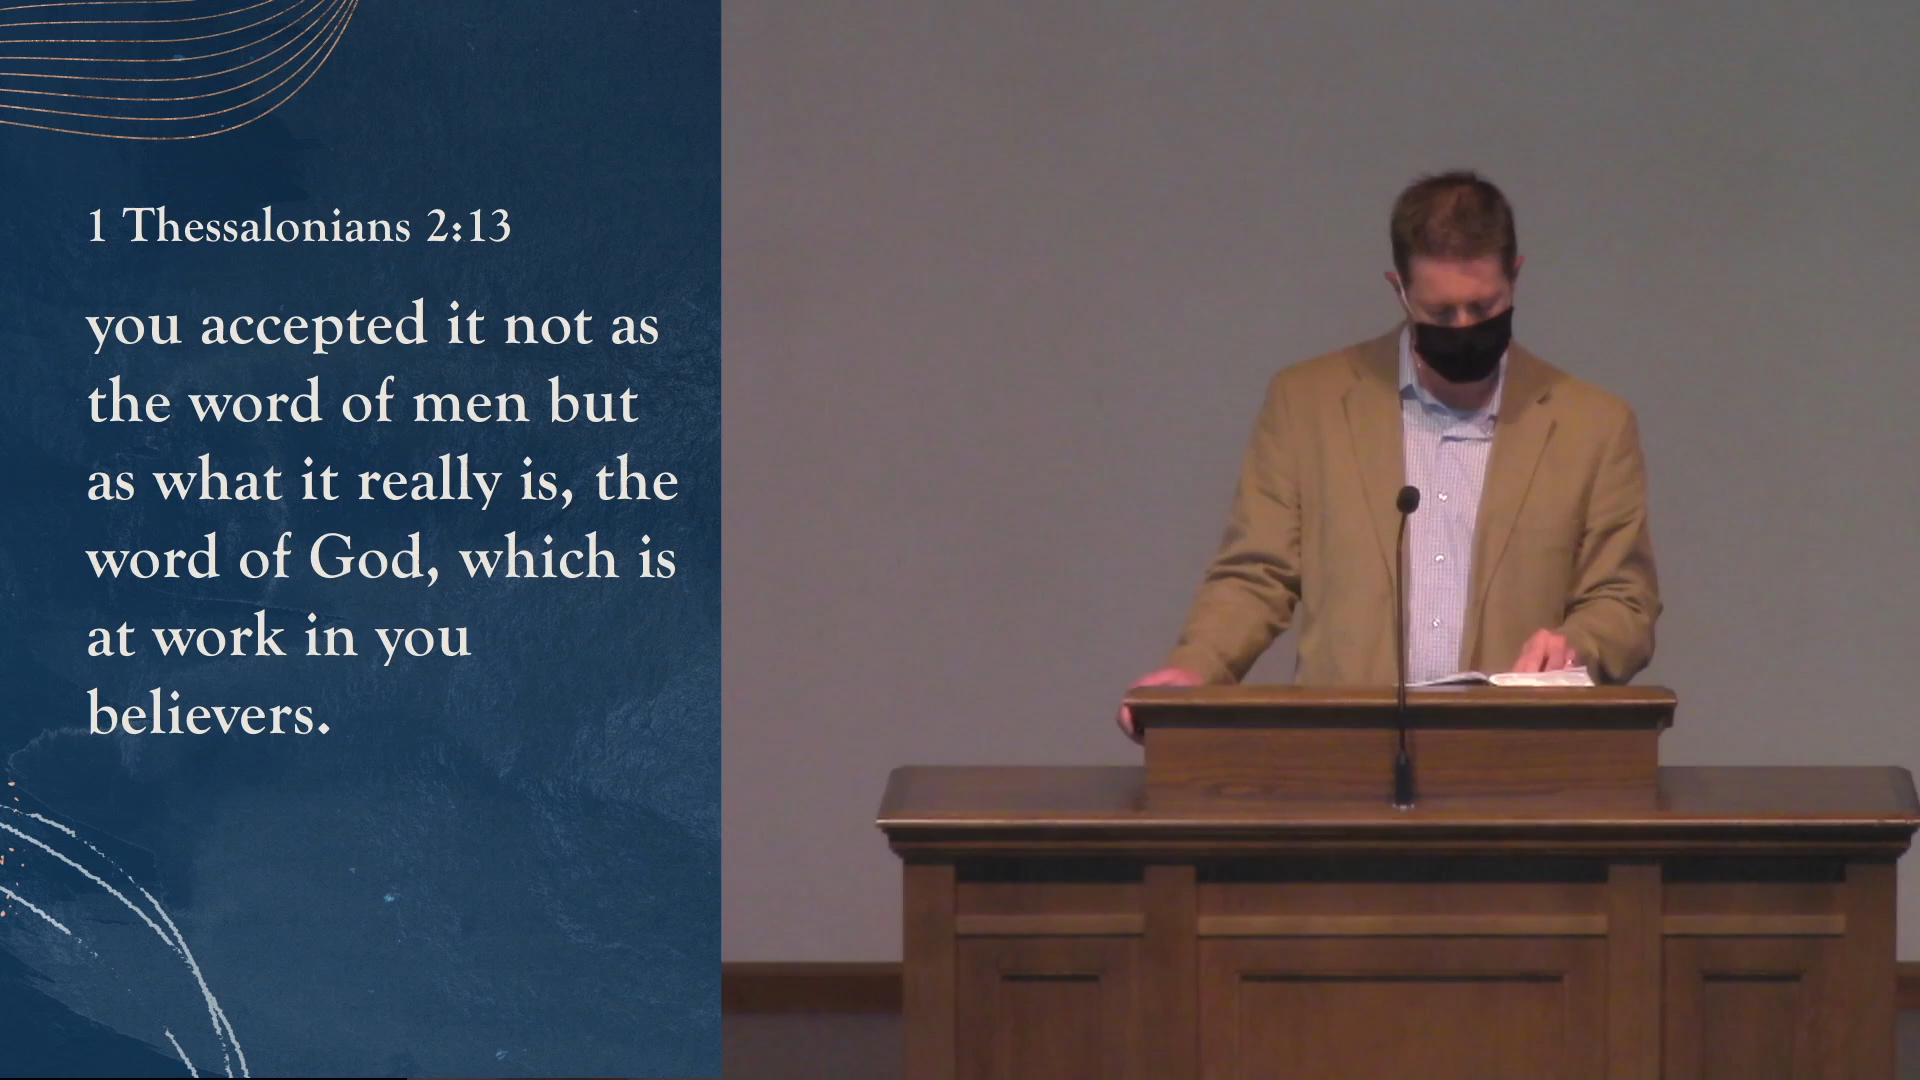 1 Thessalonians 2:13
you accepted it not as
the word of men but
as what it really is, the
word of God, which is
at work in you
believers.